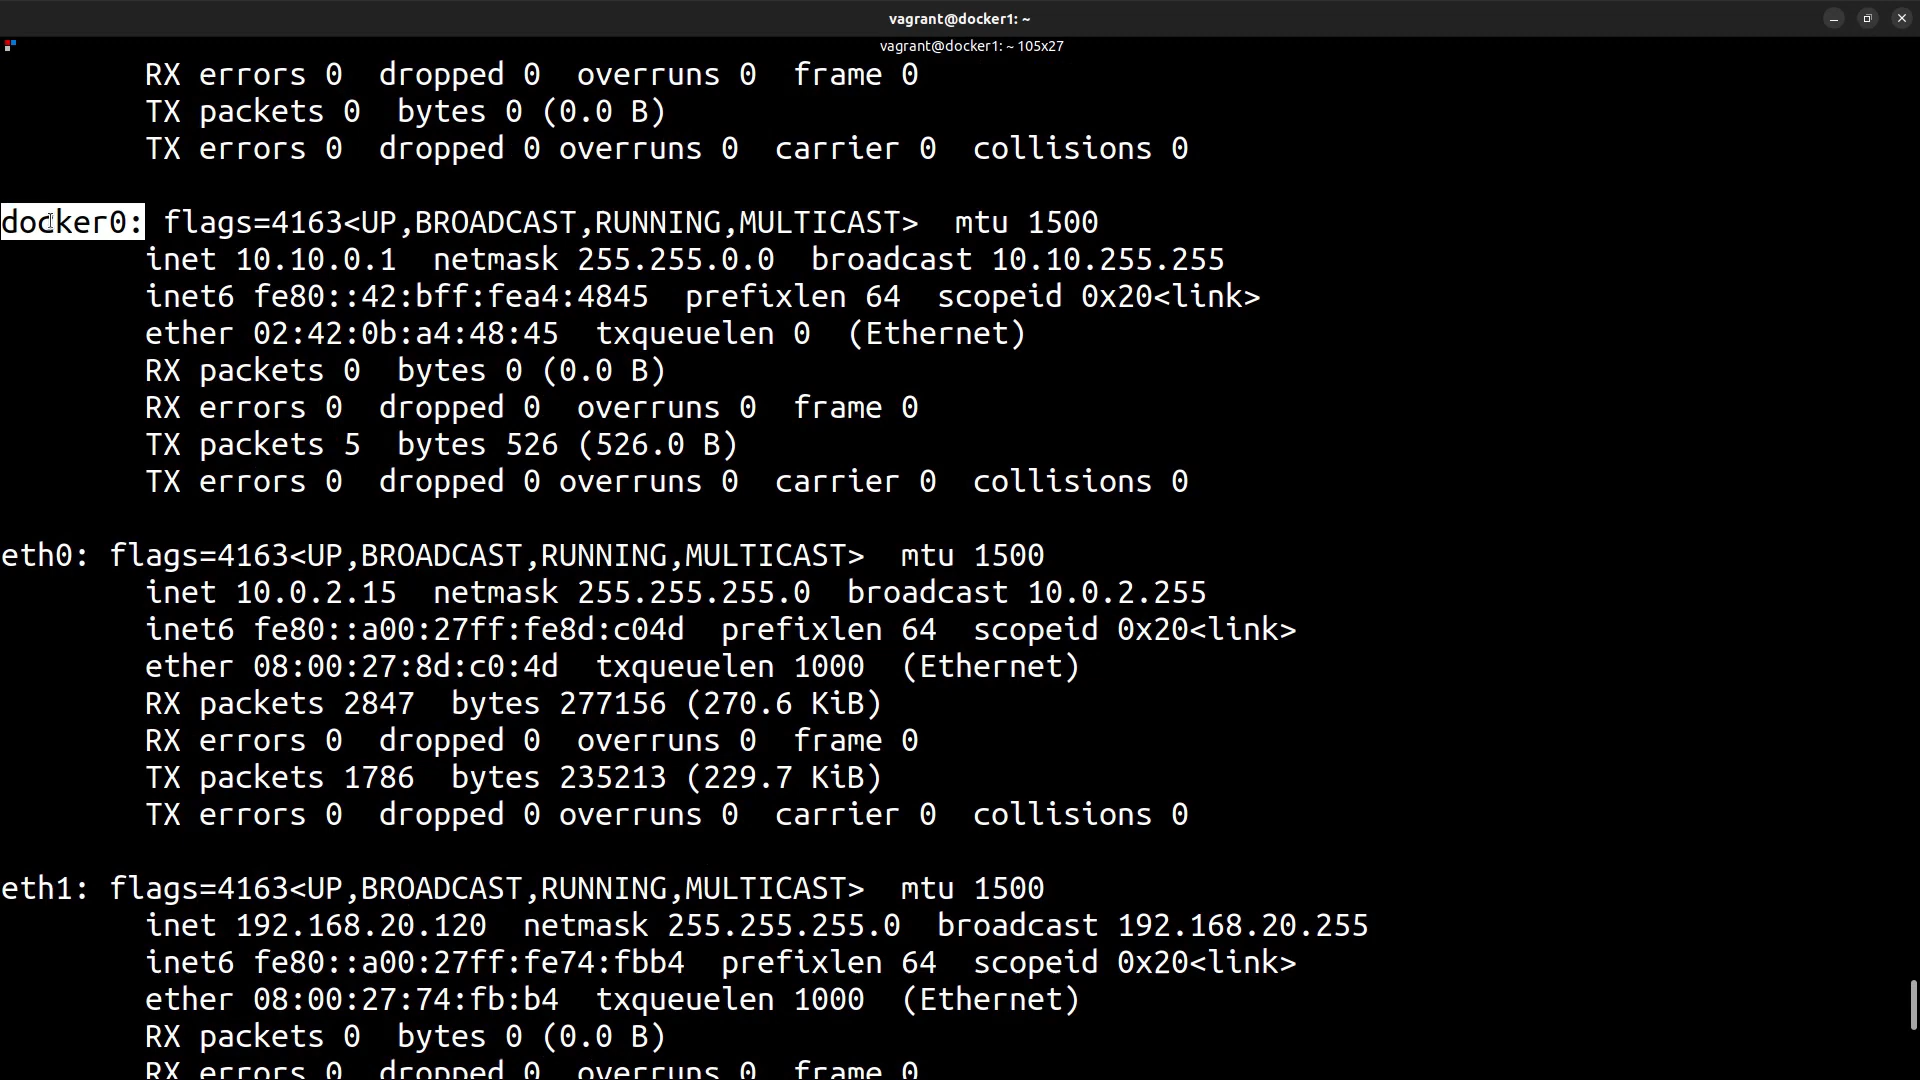 vagrant@docker1: ~
vagrant@docker1: ~ 105x27
RX errors 0  dropped 0  overruns 0  frame 0
TX packets 0  bytes 0 (0.0 B)
TX errors 0  dropped 0 overruns 0  carrier 0  collisions 0
docker0: flags=4163<UP,BROADCAST,RUNNING,MULTICAST>  mtu 1500
inet 10.10.0.1  netmask 255.255.0.0  broadcast 10.10.255.255
inet6 fe80::42:bff:fea4:4845  prefixlen 64  scopeid 0x20<link>
ether 02:42:0b:a4:48:45  txqueuelen 0  (Ethernet)
RX packets 0  bytes 0 (0.0 B)
RX errors 0  dropped 0  overruns 0  frame 0
TX packets 5  bytes 526 (526.0 B)
TX errors 0  dropped 0 overruns 0  carrier 0  collisions 0
eth0: flags=4163<UP,BROADCAST,RUNNING,MULTICAST>  mtu 1500
inet 10.0.2.15  netmask 255.255.255.0  broadcast 10.0.2.255
inet6 fe80::a00:27ff:fe8d:c04d  prefixlen 64  scopeid 0x20<link>
ether 08:00:27:8d:c0:4d  txqueuelen 1000  (Ethernet)
RX packets 2847  bytes 277156 (270.6 KiB)
RX errors 0  dropped 0  overruns 0  frame 0
TX packets 1786  bytes 235213 (229.7 KiB)
TX errors 0  dropped 0 overruns 0  carrier 0  collisions 0
eth1: flags=4163<UP,BROADCAST,RUNNING,MULTICAST>  mtu 1500
inet 192.168.20.120  netmask 255.255.255.0  broadcast 192.168.20.255
inet6 fe80::a00:27ff:fe74:fbb4  prefixlen 64  scopeid 0x20<link>
ether 08:00:27:74:fb:b4  txqueuelen 1000  (Ethernet)
RX packets 0  bytes 0 (0.0 B)
RX errors 0  dropped 0  overruns 0  frame 0